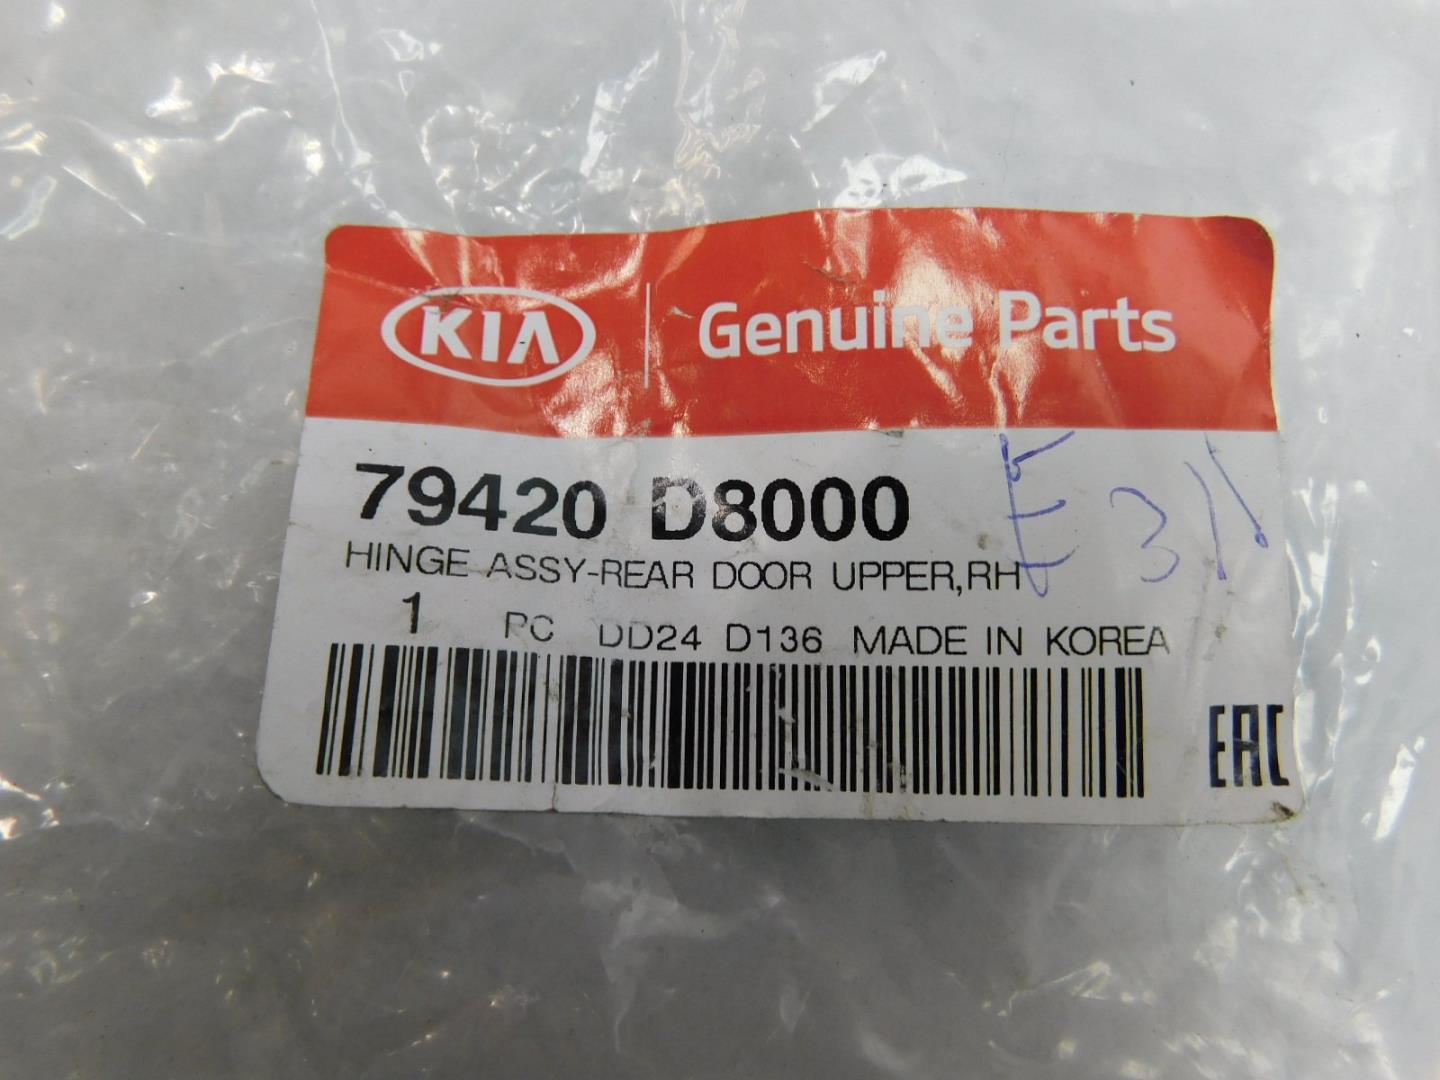 KIA Genuine Parts
79420 D8000
HINGE ASSY-REAR DOOR UPPER,RH
1 PC DD24 D136 MADE IN KOREA
EAC